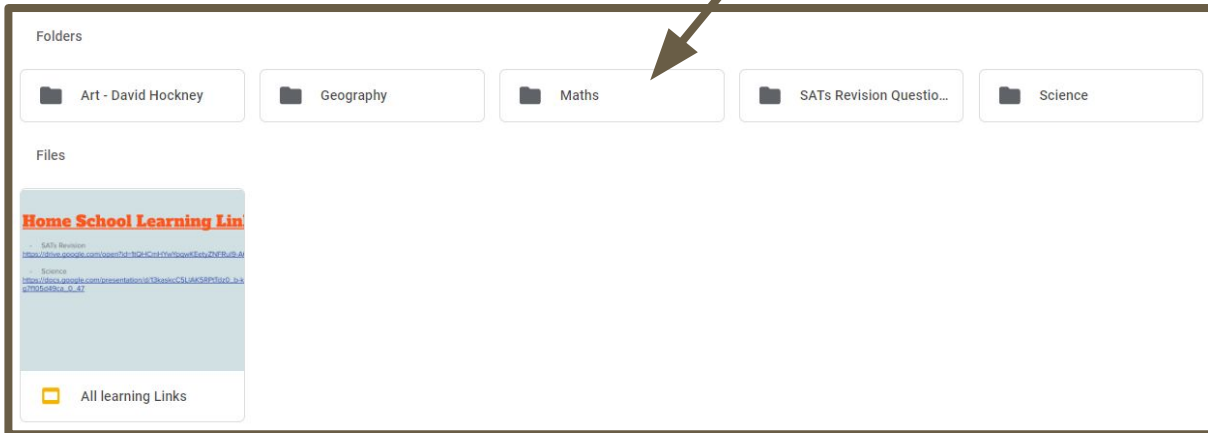 Folders
Art - David Hockney
Geography
Maths
SATs Revision Questio...
Science
Files
Home School Learning Lin
- SATs Revision
- Science
All learning Links